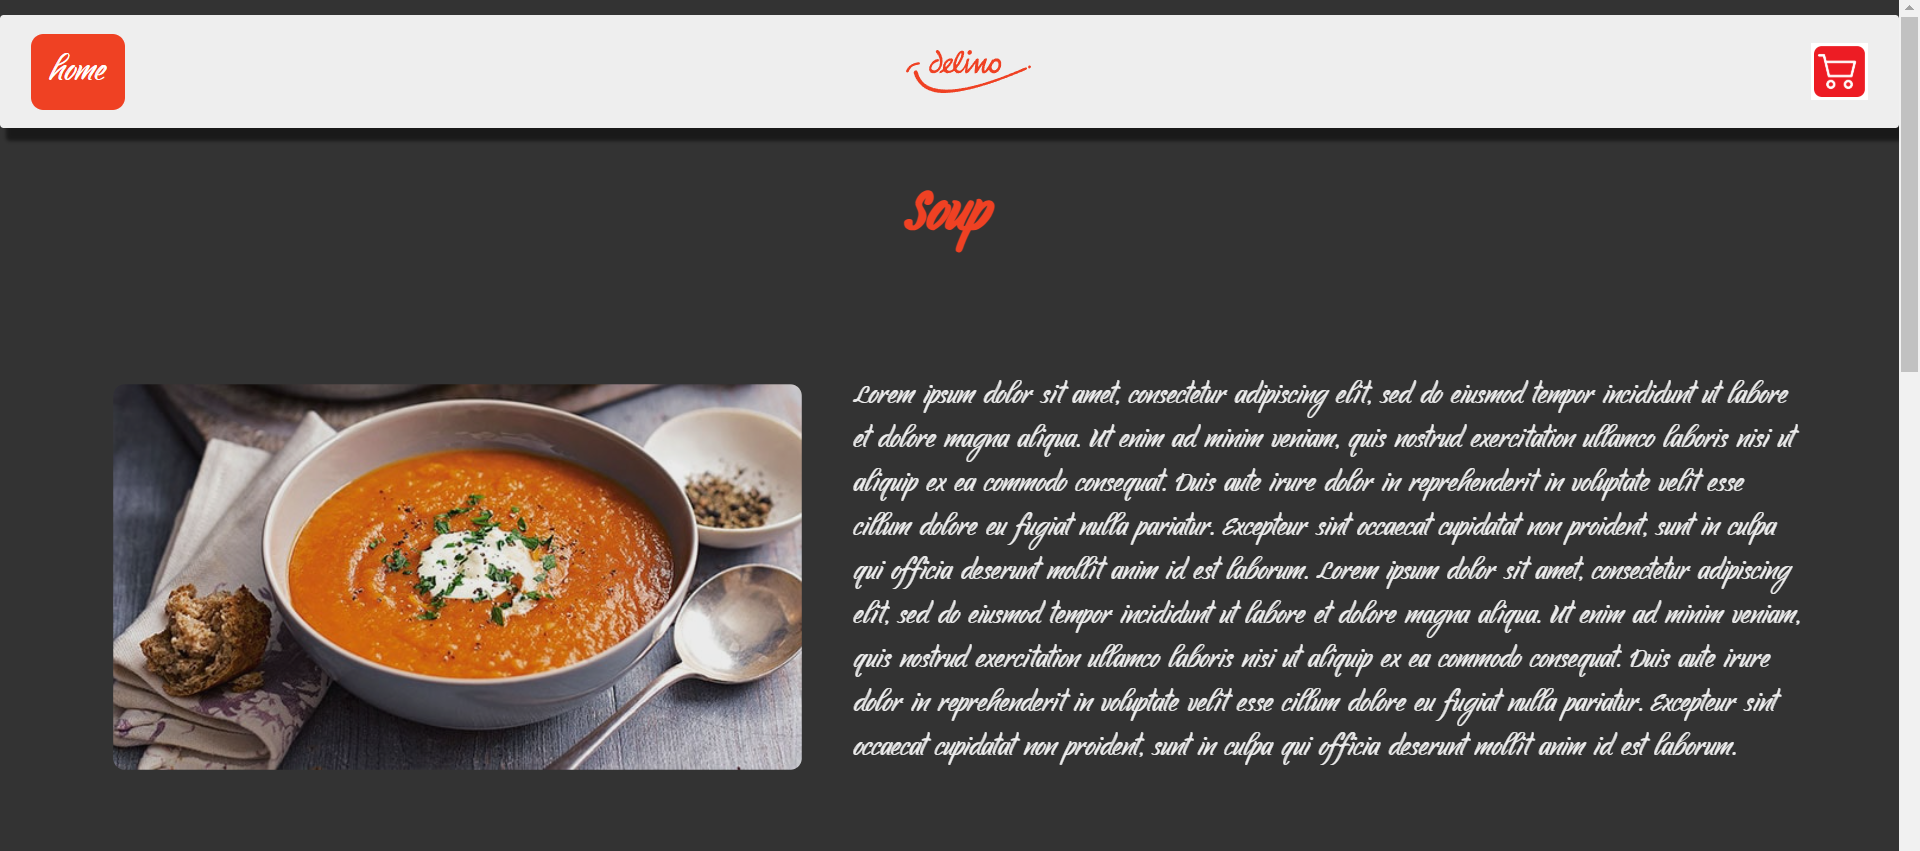 home
delino
Soup
Lorem ipsum dolor sit amet, consectetur adipiscing elit, sed do eiusmod tempor incididunt ut labore
et dolore magna aliqua. Ut enim ad minim veniam, quis nostrud exercitation ullamco laboris nisi ut
aliquip ex ea commodo consequat. Duis aute irure dolor in reprehenderit in voluptate velit esse
cillum dolore eu fugiat nulla pariatur. Excepteur sint occaecat cupidatat non proident, sunt in culpa
qui officia deserunt mollit anim id est laborum. Lorem ipsum dolor sit amet, consectetur adipiscing
elit, sed do eiusmod tempor incididunt ut labore et dolore magna aliqua. Ut enim ad minim veniam,
quis nostrud exercitation ullamco laboris nisi ut aliquip ex ea commodo consequat. Duis aute irure
dolor in reprehenderit in voluptate velit esse cillum dolore eu fugiat nulla pariatur. Excepteur sint
occaecat cupidatat non proident, sunt in culpa qui officia deserunt mollit anim id est laborum.